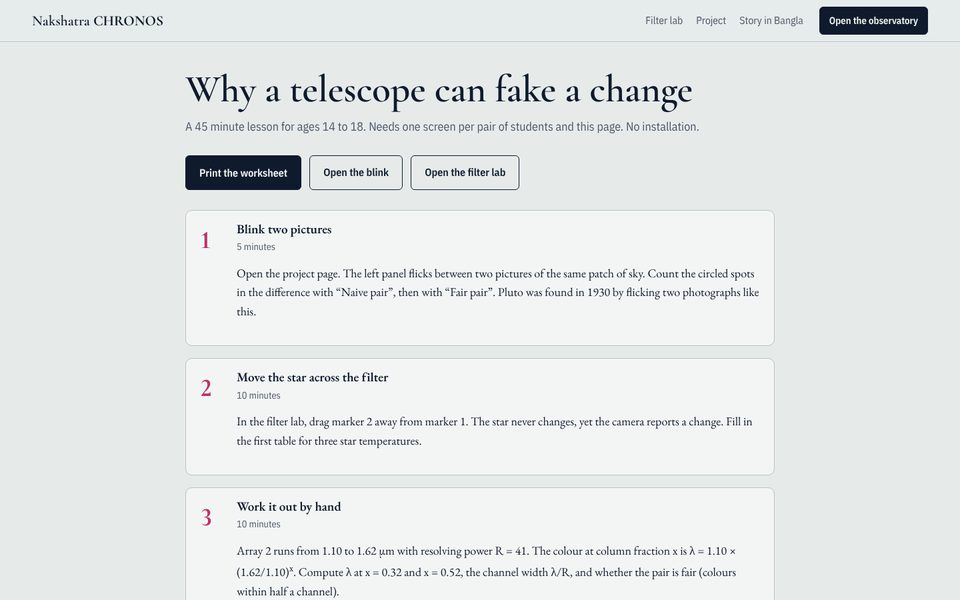 Nakshatra CHRONOS
Filter lab
Project
Story in Bangla
Open the observatory
Why a telescope can fake a change
A 45 minute lesson for ages 14 to 18. Needs one screen per pair of students and this page. No installation.
Print the worksheet
Open the blink
Open the filter lab
1
Blink two pictures
5 minutes
Open the project page. The left panel flicks between two pictures of the same patch of sky. Count the circled spots
in the difference with “Naive pair”, then with “Fair pair”. Pluto was found in 1930 by flicking two photographs like
this.
2
Move the star across the filter
10 minutes
In the filter lab, drag marker 2 away from marker 1. The star never changes, yet the camera reports a change. Fill in
the first table for three star temperatures.
3
Work it out by hand
10 minutes
Array 2 runs from 1.10 to 1.62 µm with resolving power R = 41. The colour at column fraction x is λ = 1.10 ×
(1.62/1.10)ˣ. Compute λ at x = 0.32 and x = 0.52, the channel width λ/R, and whether the pair is fair (colours
within half a channel).